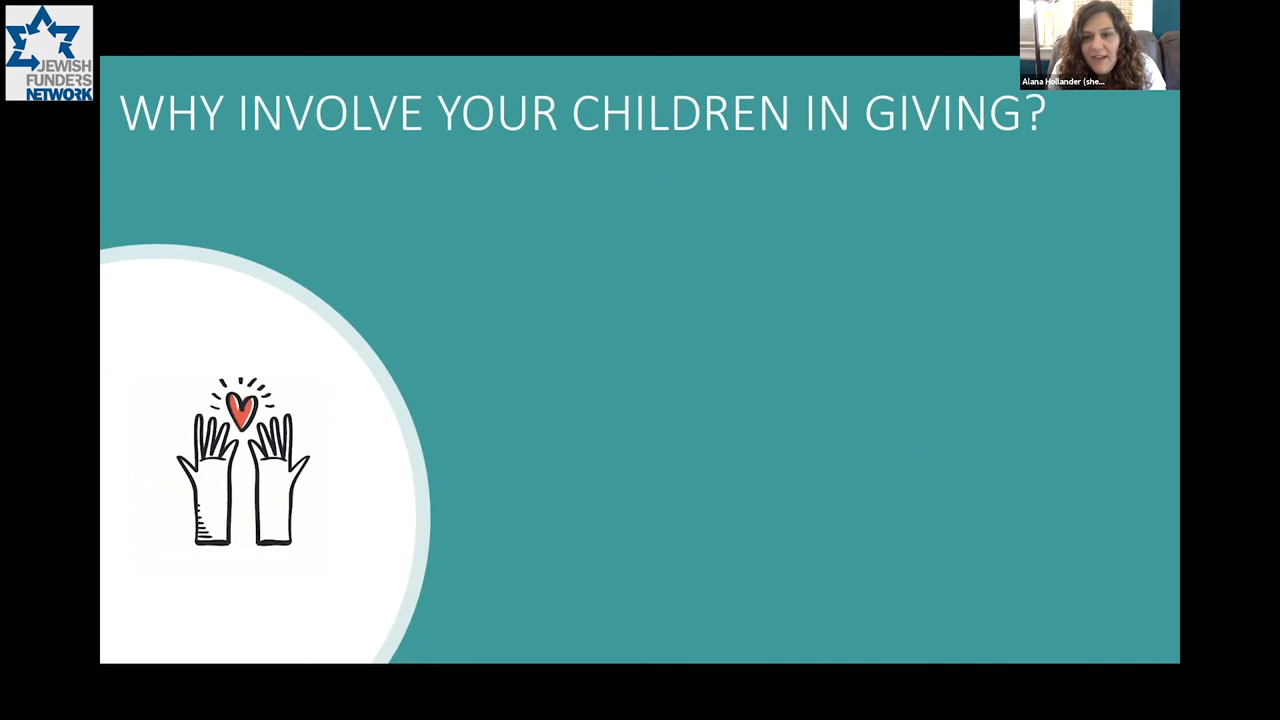 JEWISH
FUNDERS
NETWORK
WHY INVOLVE YOUR CHILDREN IN GIVING?
Alana Hollander (she...